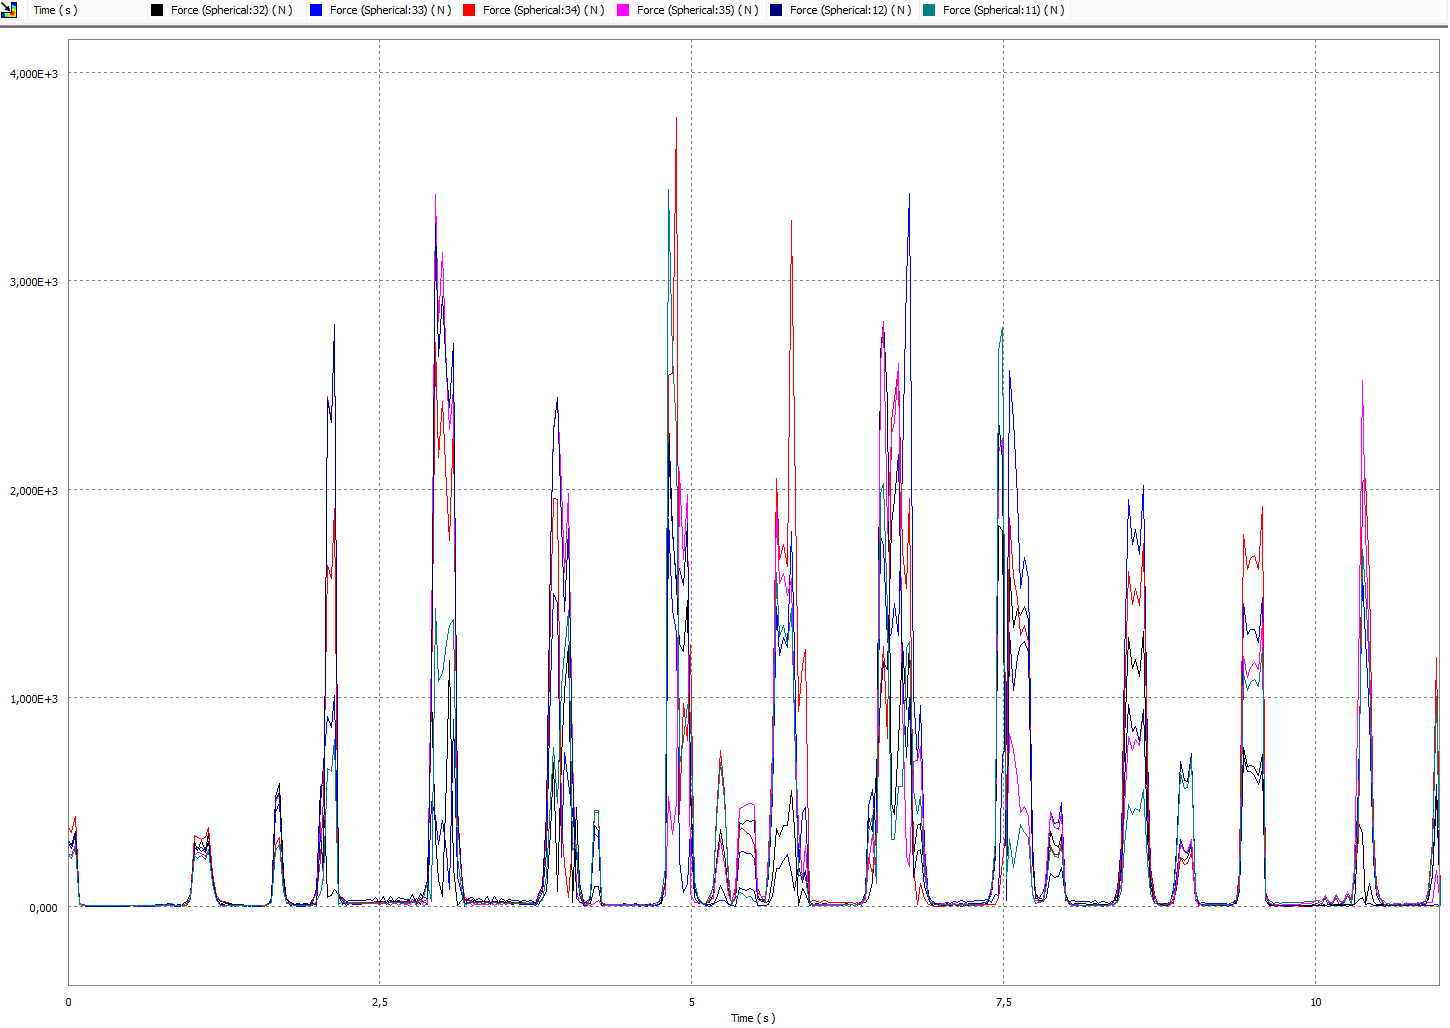 Time ( s ) Force (Spherical:32) ( N ) Force (Spherical:33) ( N ) Force (Spherical:34) ( N ) Force (Spherical:35) ( N ) Force (Spherical:12) ( N ) Force (Spherical:11) ( N )
4,000E+3
3,000E+3
2,000E+3
1,000E+3
0,000
0 2,5 5 7,5 10
Time ( s )